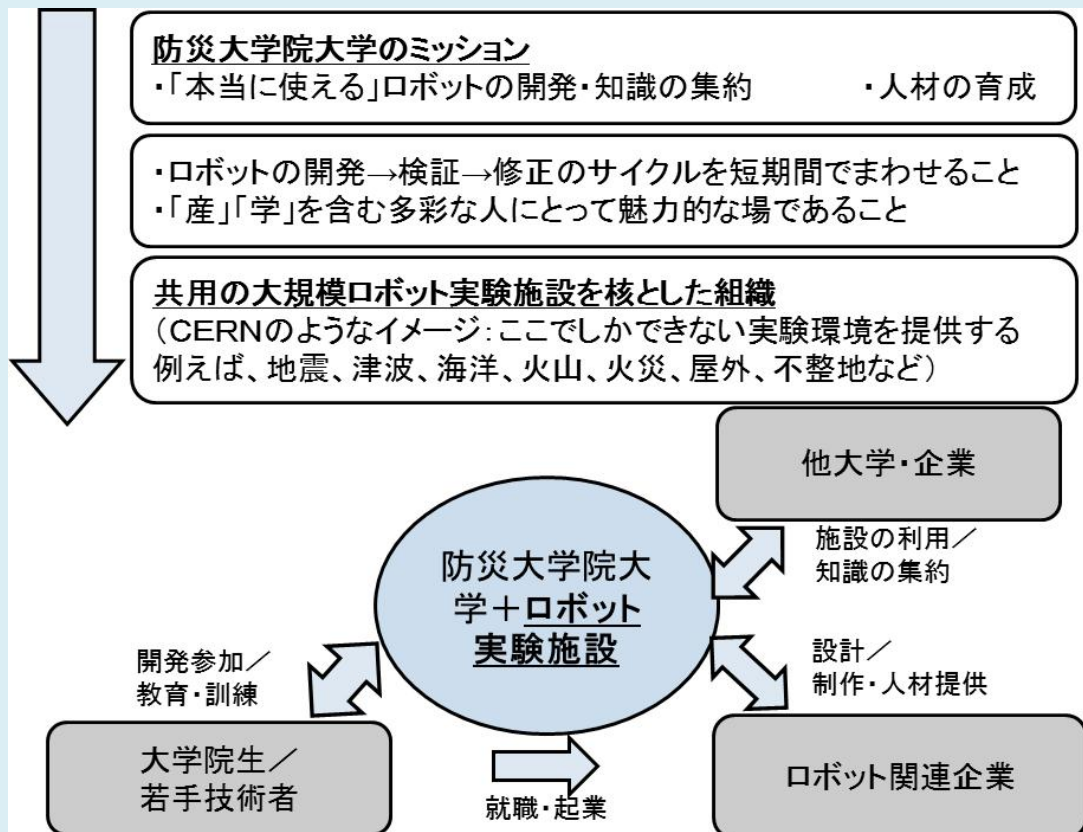 防災大学院大学のミッション
・「本当に使える」ロボットの開発・知識の集約　・人材の育成
・ロボットの開発→検証→修正のサイクルを短期間でまわせること
・「産」「学」を含む多彩な人にとって魅力的な場であること
共用の大規模ロボット実験施設を核とした組織
（CERNのようなイメージ：ここでしかできない実験環境を提供する
例えば、地震、津波、海洋、火山、火災、屋外、不整地など）
他大学・企業
施設の利用／
知識の集約
防災大学院大
学＋ロボット
実験施設
開発参加／
教育・訓練
設計／
制作・人材提供
大学院生／
若手技術者
就職・起業
ロボット関連企業